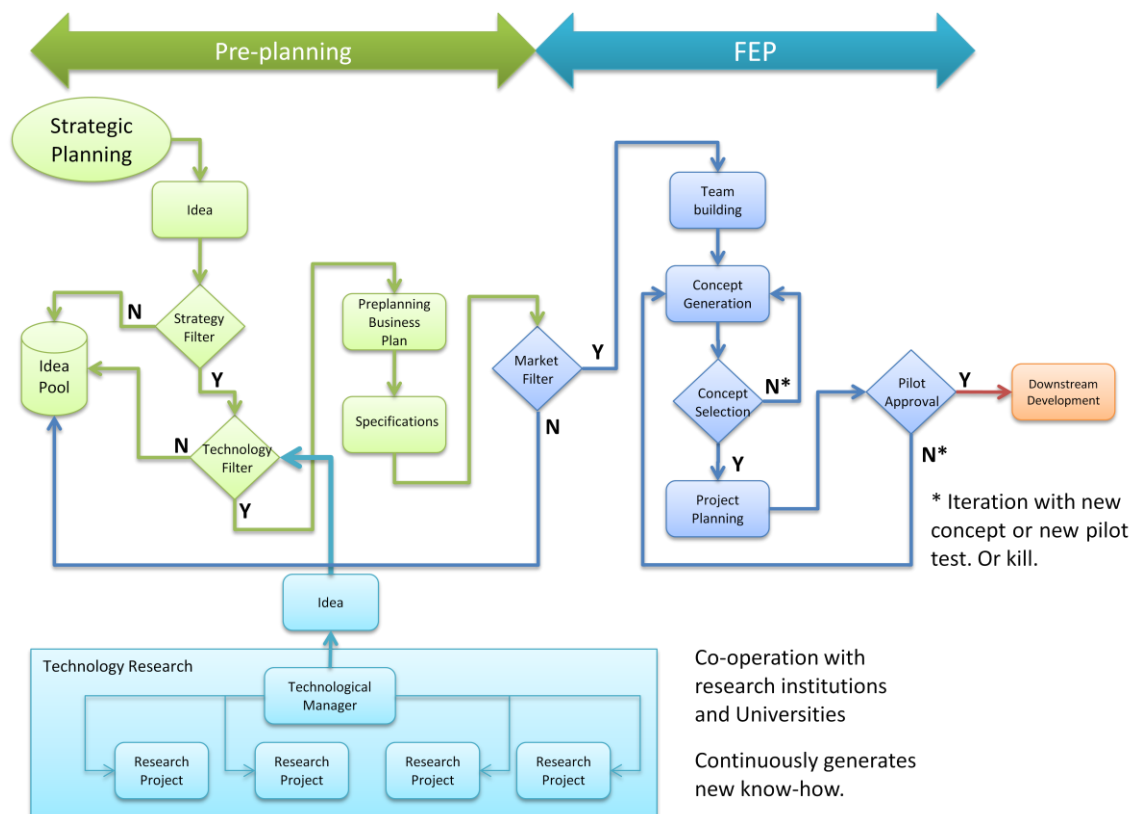 Pre-planning
FEP
Strategic
Planning
Idea
Team
building
Concept
Generation
Preplanning
Business
Plan
N
Strategy
Filter
Idea
Pool
Y
Market
Filter
Y
N
Specifications
N
Technology
Filter
Y
Concept
Selection
N*
Y
Pilot
Approval
Y
N*
Downstream
Development
Project
Planning
* Iteration with new
concept or new pilot
test. Or kill.
Idea
Technology Research
Technological
Manager
Research
Project
Research
Project
Research
Project
Research
Project
Co-operation with
research institutions
and Universities
Continuously generates
new know-how.